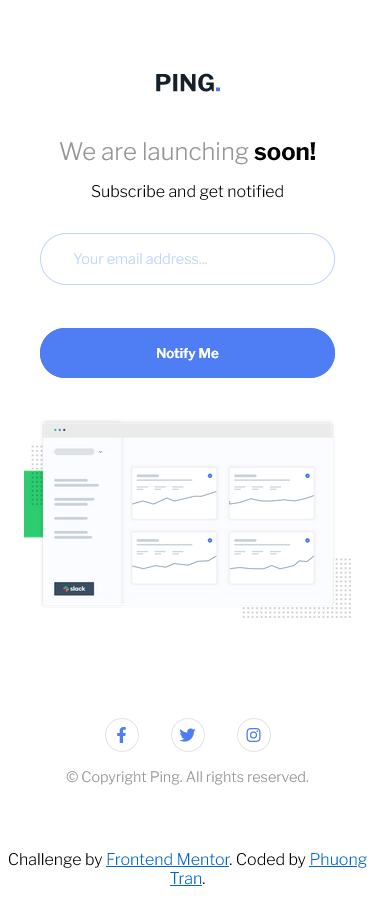 PING.
We are launching soon!
Subscribe and get notified
Your email address...
Notify Me
slack
© Copyright Ping. All rights reserved.
Challenge by Frontend Mentor. Coded by Phuong
Tran.